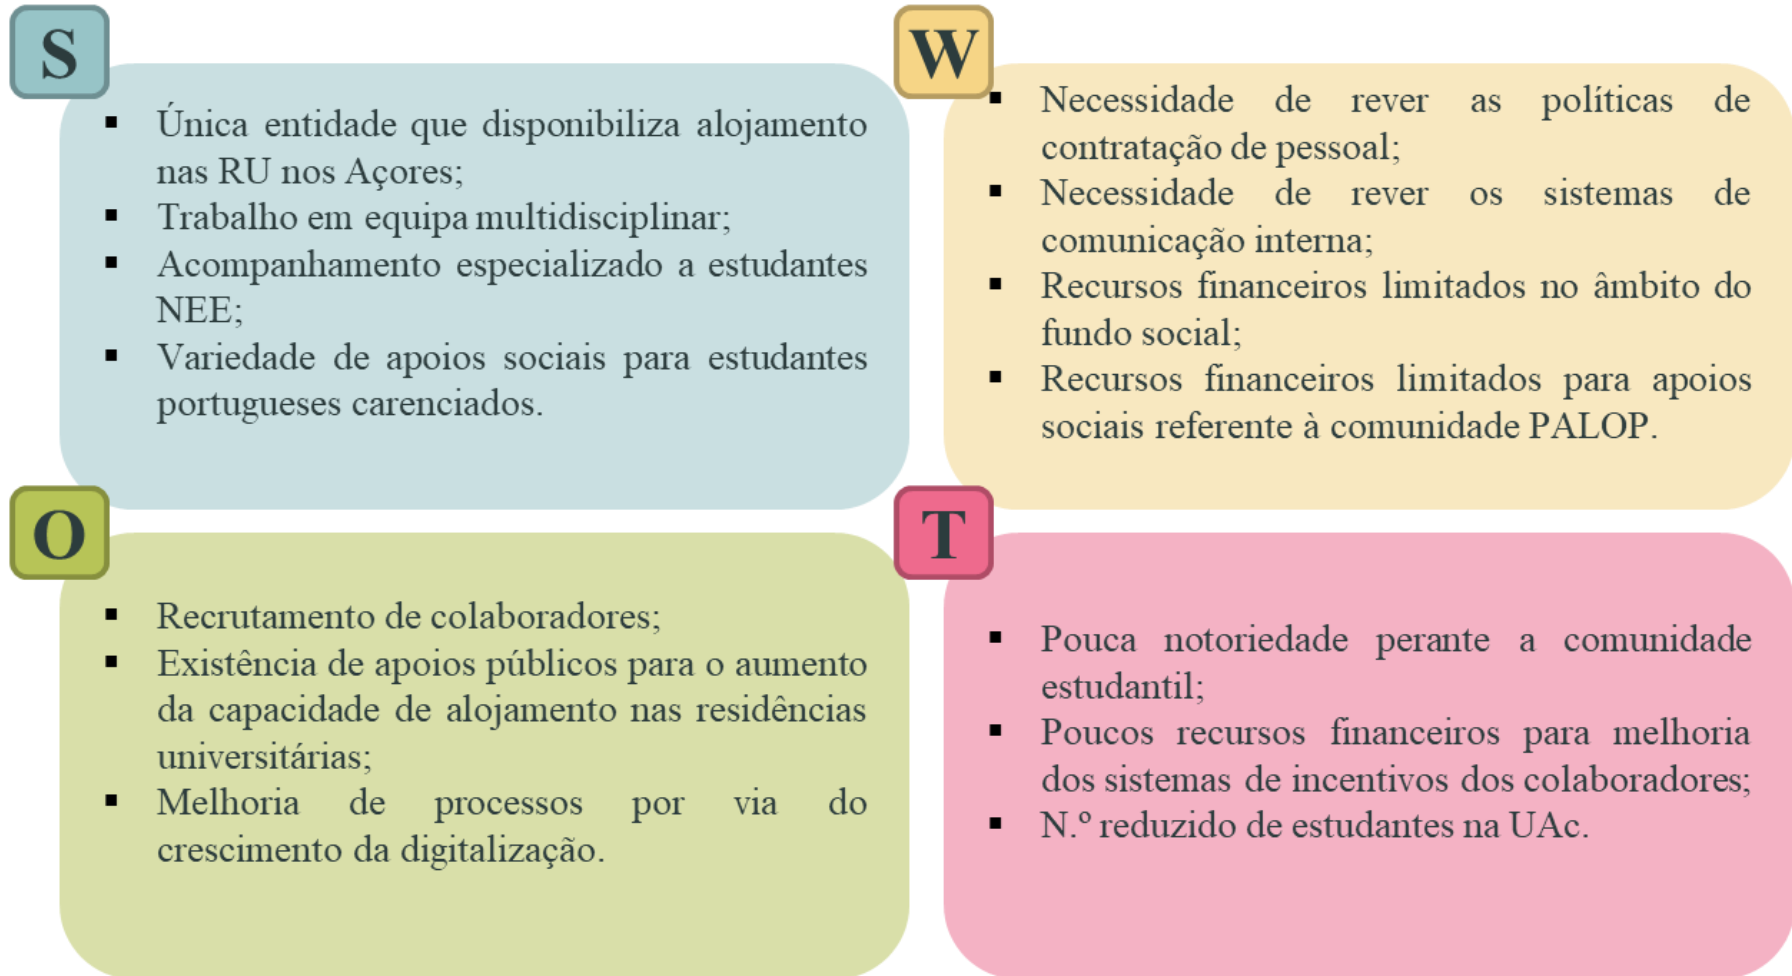 S
▪ Única entidade que disponibiliza alojamento
nas RU nos Açores;
▪ Trabalho em equipa multidisciplinar;
▪ Acompanhamento especializado a estudantes
NEE;
▪ Variedade de apoios sociais para estudantes
portugueses carenciados.
W
▪ Necessidade de rever as políticas de
contratação de pessoal;
▪ Necessidade de rever os sistemas de
comunicação interna;
▪ Recursos financeiros limitados no âmbito do
fundo social;
▪ Recursos financeiros limitados para apoios
sociais referente à comunidade PALOP.
O
▪ Recrutamento de colaboradores;
▪ Existência de apoios públicos para o aumento
da capacidade de alojamento nas residências
universitárias;
▪ Melhoria de processos por via do
crescimento da digitalização.
T
▪ Pouca notoriedade perante a comunidade
estudantil;
▪ Poucos recursos financeiros para melhoria
dos sistemas de incentivos dos colaboradores;
▪ N.º reduzido de estudantes na UAc.